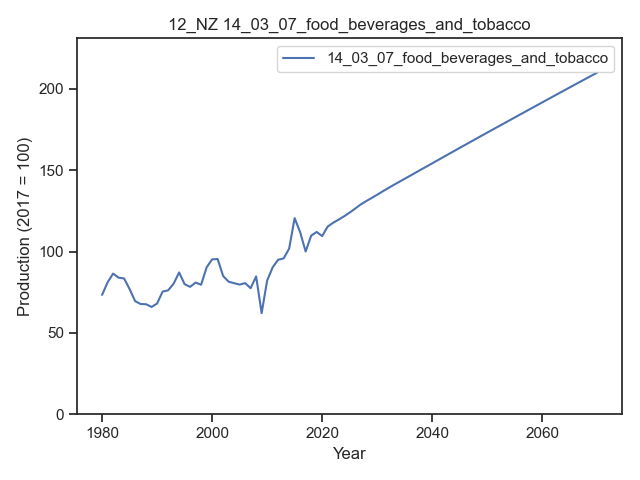 12_NZ 14_03_07_food_beverages_and_tobacco
14_03_07_food_beverages_and_tobacco
Production (2017 = 100)
200
150
100
50
0
1980 2000 2020 2040 2060
Year